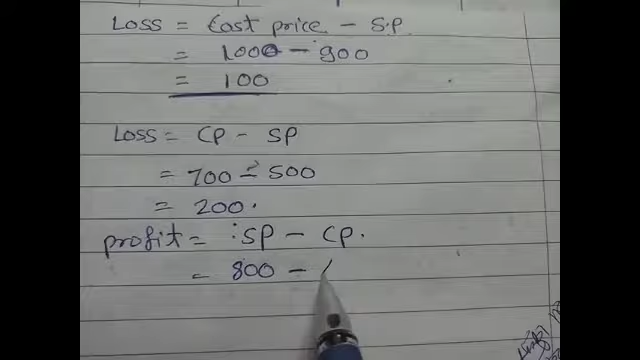 Loss = Cost price - S.P
= 1000 - 900
= 100
Loss = CP - SP
= 700 - 500
= 200.
profit = SP - CP.
= 800 -